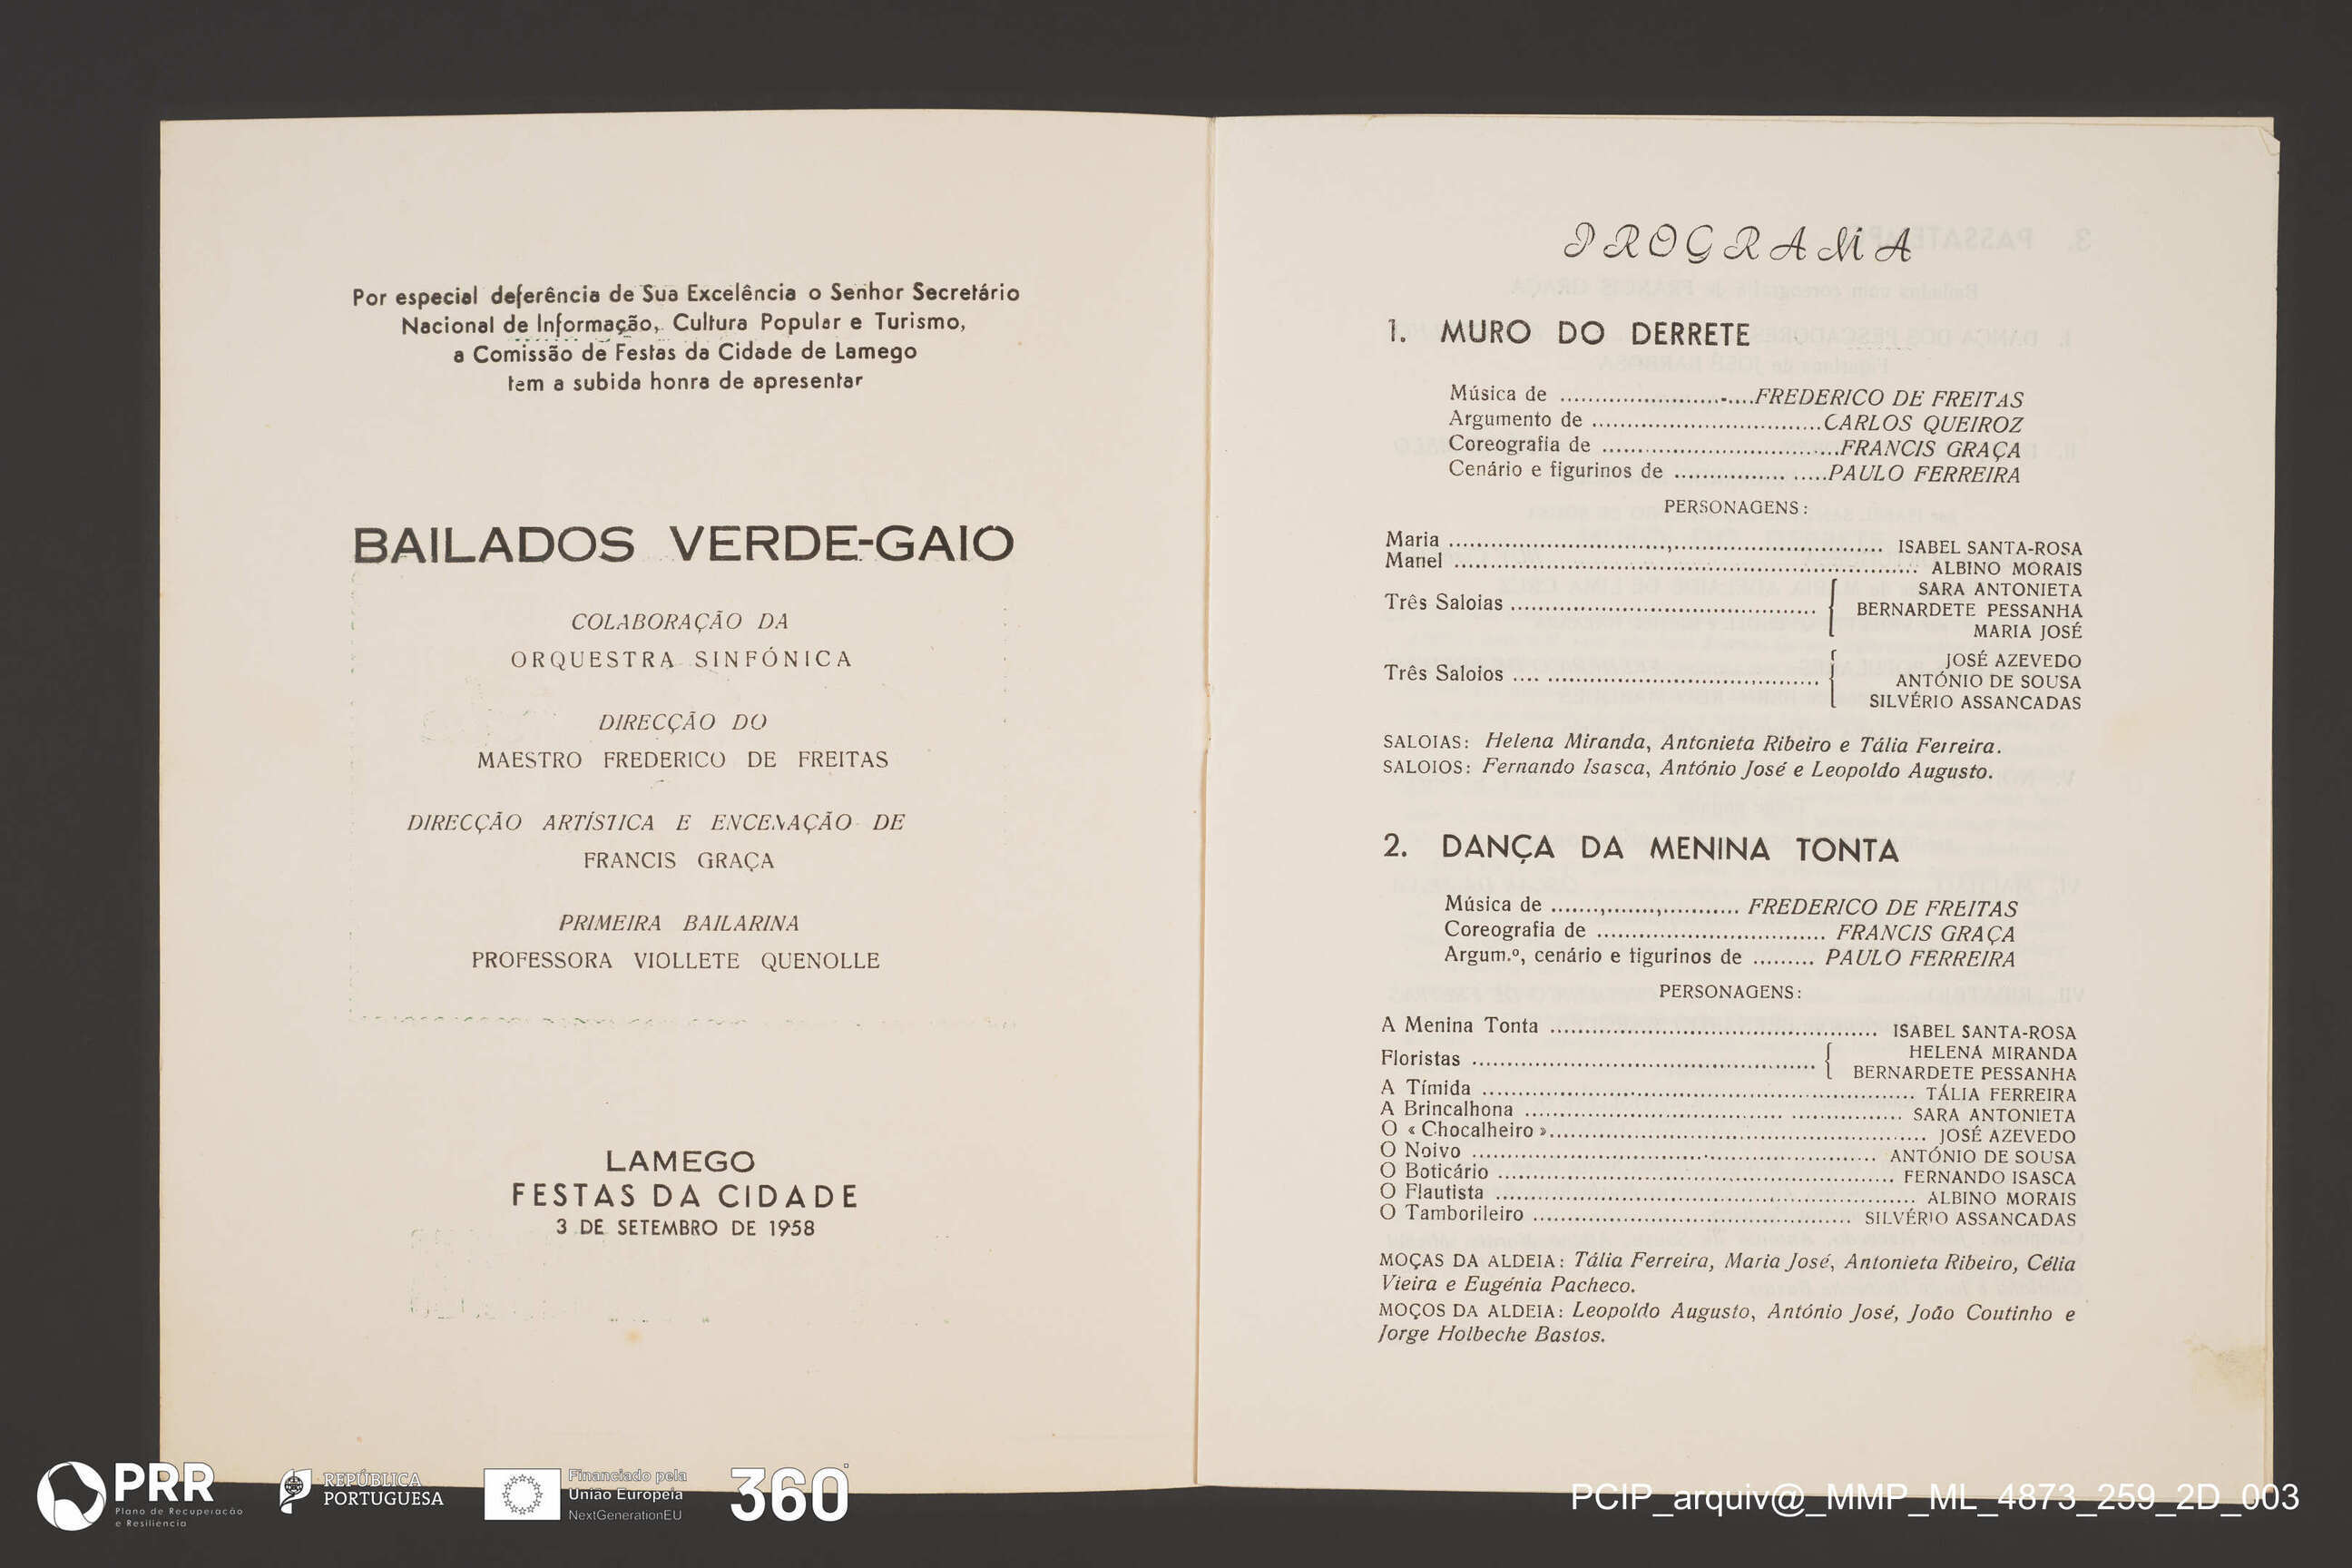 Por especial deferência de Sua Excelência o Senhor Secretário
Nacional de Informação, Cultura Popular e Turismo,
a Comissão de Festas da Cidade de Lamego
tem a subida honra de apresentar
BAILADOS VERDE-GAIO
COLABORAÇÃO DA
ORQUESTRA SINFÓNICA
DIRECÇÃO DO
MAESTRO FREDERICO DE FREITAS
DIRECÇÃO ARTÍSTICA E ENCENAÇÃO DE
FRANCIS GRAÇA
PRIMEIRA BAILARINA
PROFESSORA VIOLLETE QUENOLLE
LAMEGO
FESTAS DA CIDADE
3 DE SETEMBRO DE 1958
PROGRAMA
1. MURO DO DERRETE
Música de ............................ FREDERICO DE FREITAS
Argumento de ................................. CARLOS QUEIROZ
Coreografia de .................................. FRANCIS GRAÇA
Cenário e figurinos de ...................... PAULO FERREIRA
PERSONAGENS:
Maria .............................................................. ISABEL SANTA-ROSA
Manel .................................................................. ALBINO MORAIS
SARA ANTONIETA
Três Saloias ............................................ { BERNARDETE PESSANHA
MARIA JOSÉ
JOSÉ AZEVEDO
Três Saloios ............................................ { ANTÓNIO DE SOUSA
SILVÉRIO ASSANCADAS
SALOIAS: Helena Miranda, Antonieta Ribeiro e Tália Ferreira.
SALOIOS: Fernando Isasca, António José e Leopoldo Augusto.
2. DANÇA DA MENINA TONTA
Música de ........................... FREDERICO DE FREITAS
Coreografia de ................................. FRANCIS GRAÇA
Argum.º, cenário e figurinos de ......... PAULO FERREIRA
PERSONAGENS:
A Menina Tonta ............................................... ISABEL SANTA-ROSA
HELENA MIRANDA
Floristas ................................................. {
BERNARDETE PESSANHA
A Tímida .............................................................. TÁLIA FERREIRA
A Brincalhona ...................................................... SARA ANTONIETA
O « Chocalheiro »...................................................... JOSÉ AZEVEDO
O Noivo .......................................................... ANTÓNIO DE SOUSA
O Boticário ......................................................... FERNANDO ISASCA
O Flautista ............................................................ ALBINO MORAIS
O Tamborileiro .............................................. SILVÉRIO ASSANCADAS
MOÇAS DA ALDEIA: Tália Ferreira, Maria José, Antonieta Ribeiro, Célia
Vieira e Eugénia Pacheco.
MOÇOS DA ALDEIA: Leopoldo Augusto, António José, João Coutinho e
Jorge Holbeche Bastos.
PRR
Plano de Recuperação
e Resiliência
REPÚBLICA
PORTUGUESA
Financiado pela
União Europeia
NextGenerationEU
360°
PCIP_arquiv@_MMP_ML_4873_259_2D_003